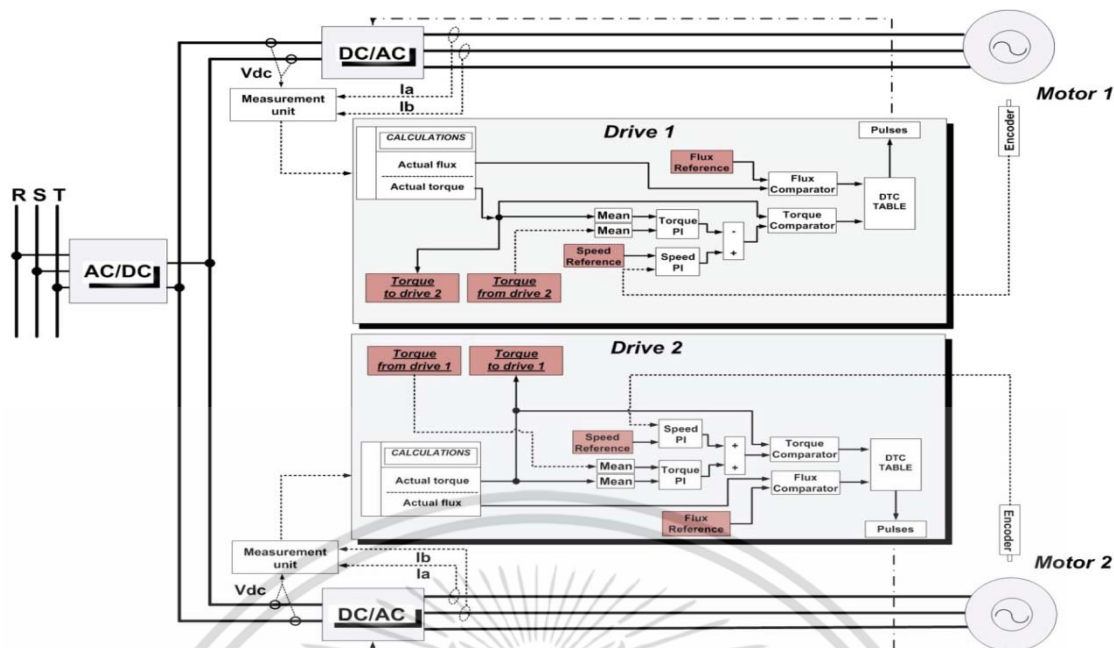 DC/AC
Vdc
Ia
Ib
Measurement
unit
Motor 1
Encoder
Drive 1
Pulses
CALCULATIONS
Actual flux
Actual torque
Flux
Reference
Flux
Comparator
DTC
TABLE
Mean
Mean
Torque
PI
-
+
Torque
Comparator
Speed
Reference
Speed
PI
Torque
to drive 2
Torque
from drive 2
R S T
AC/DC
Drive 2
Torque
from drive 1
Torque
to drive 1
Speed
PI
Speed
Reference
+
+
Torque
Comparator
DTC
TABLE
CALCULATIONS
Actual torque
Actual flux
Mean
Mean
Torque
PI
Flux
Comparator
Flux
Reference
Pulses
Encoder
Measurement
unit
Ib
Ia
Vdc
DC/AC
Motor 2